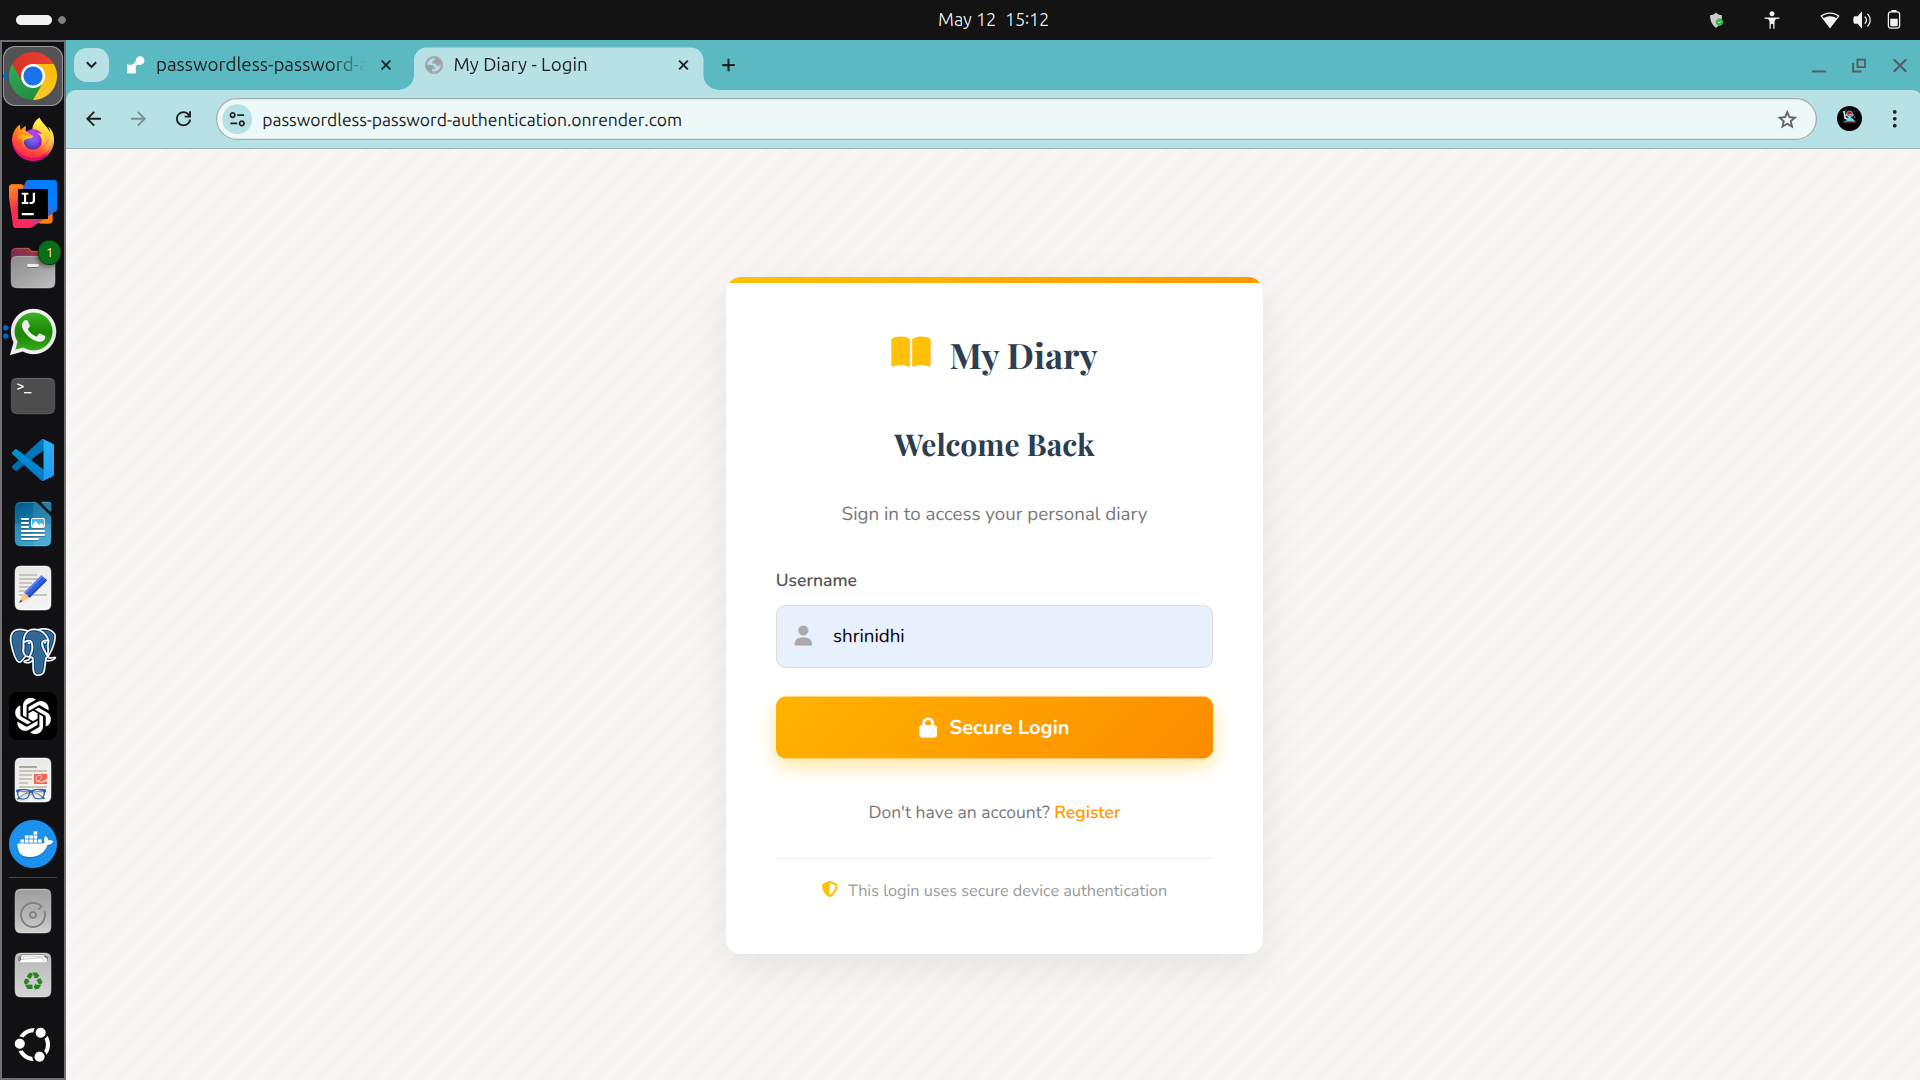 May 12 15:12
passwordless-password-
My Diary - Login
passwordless-password-authentication.onrender.com
IJ
1
>_
My Diary
Welcome Back
Sign in to access your personal diary
Username
shrinidhi
Secure Login
Don't have an account? Register
This login uses secure device authentication